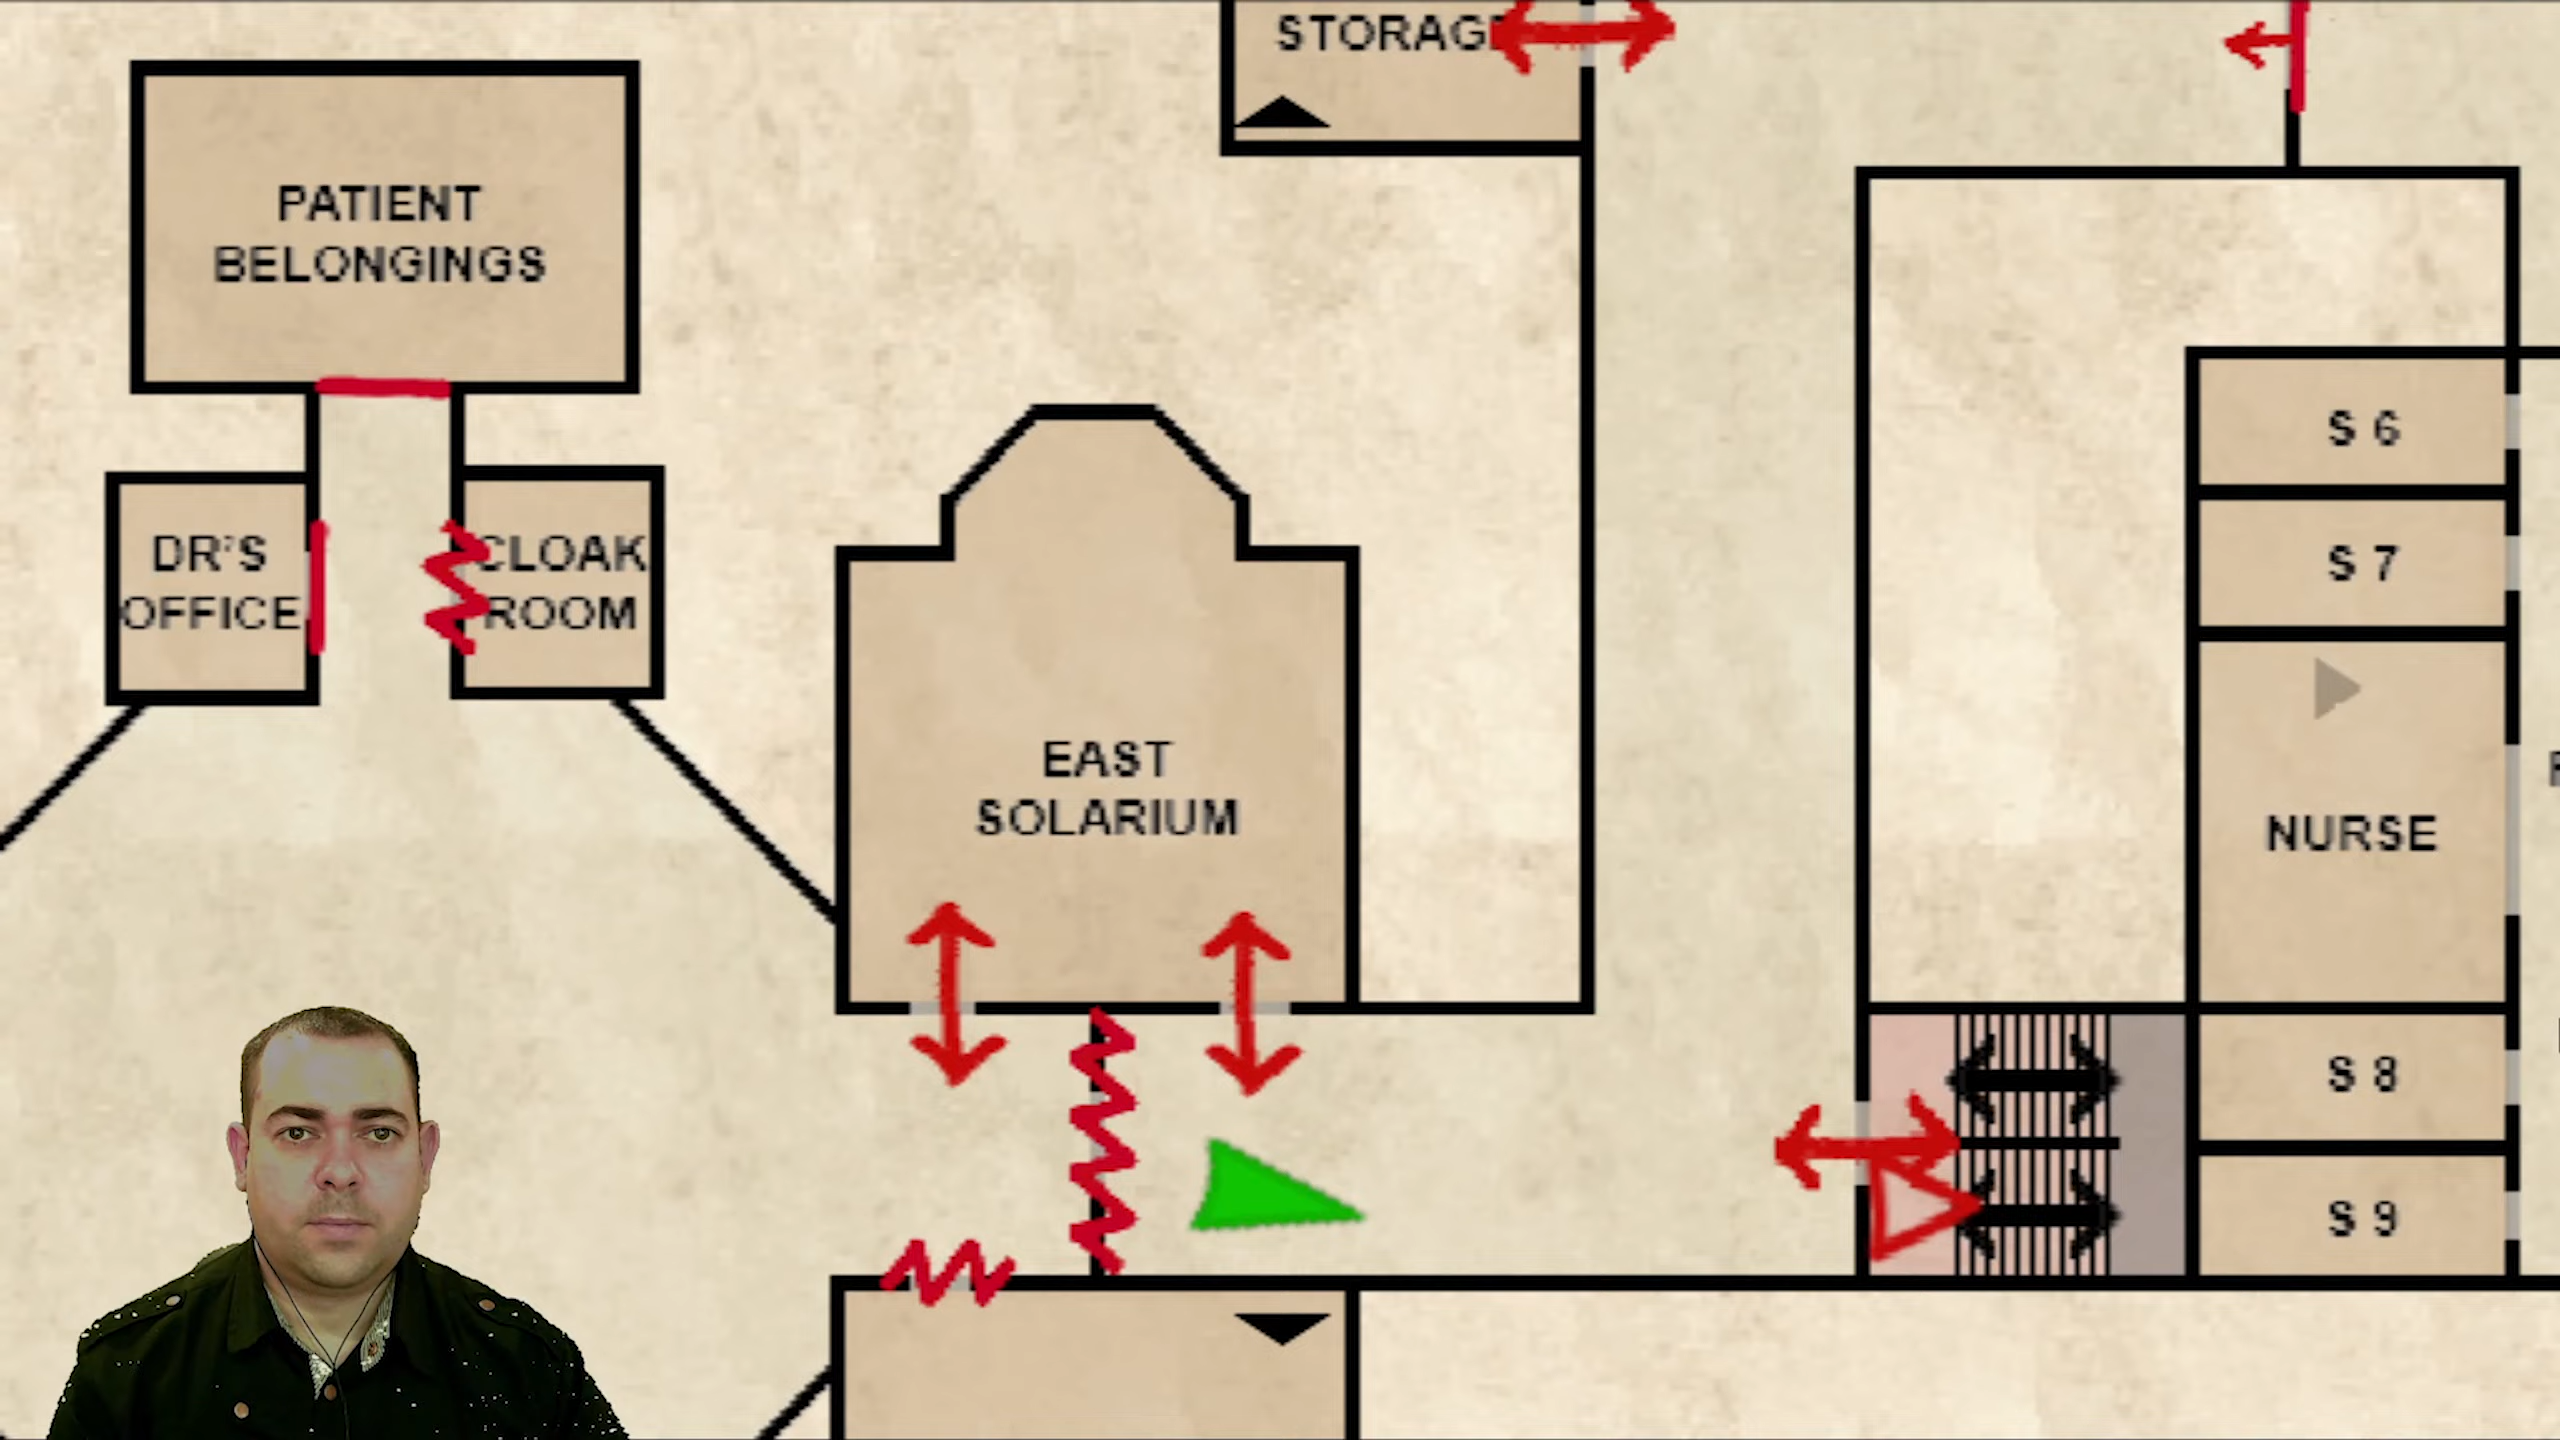 STORAGE
PATIENT
BELONGINGS
DR'S
OFFICE
CLOAK
ROOM
EAST
SOLARIUM
S 6
S 7
NURSE
S 8
S 9